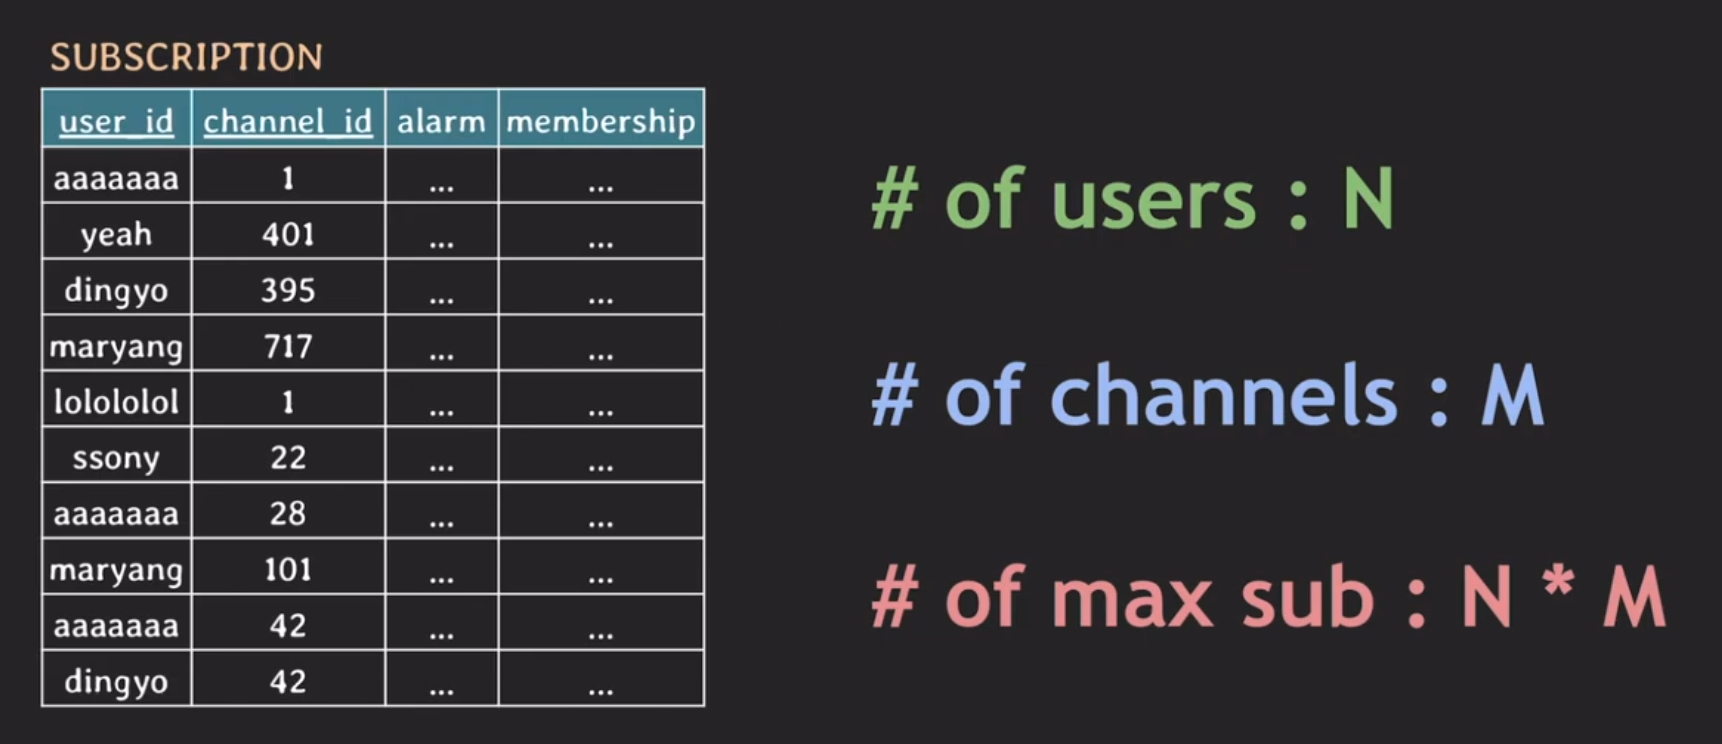 SUBSCRIPTION
user_id channel_id alarm membership
aaaaaaa 1 ... ...
yeah 401 ... ...
dingyo 395 ... ...
maryang 717 ... ...
lolololol 1 ... ...
ssony 22 ... ...
aaaaaaa 28 ... ...
maryang 101 ... ...
aaaaaaa 42 ... ...
dingyo 42 ... ...
# of users : N
# of channels : M
# of max sub : N * M